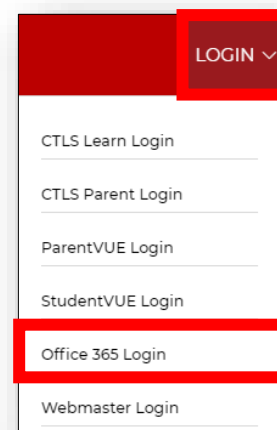 LOGIN
CTLS Learn Login
CTLS Parent Login
ParentVUE Login
StudentVUE Login
Office 365 Login
Webmaster Login